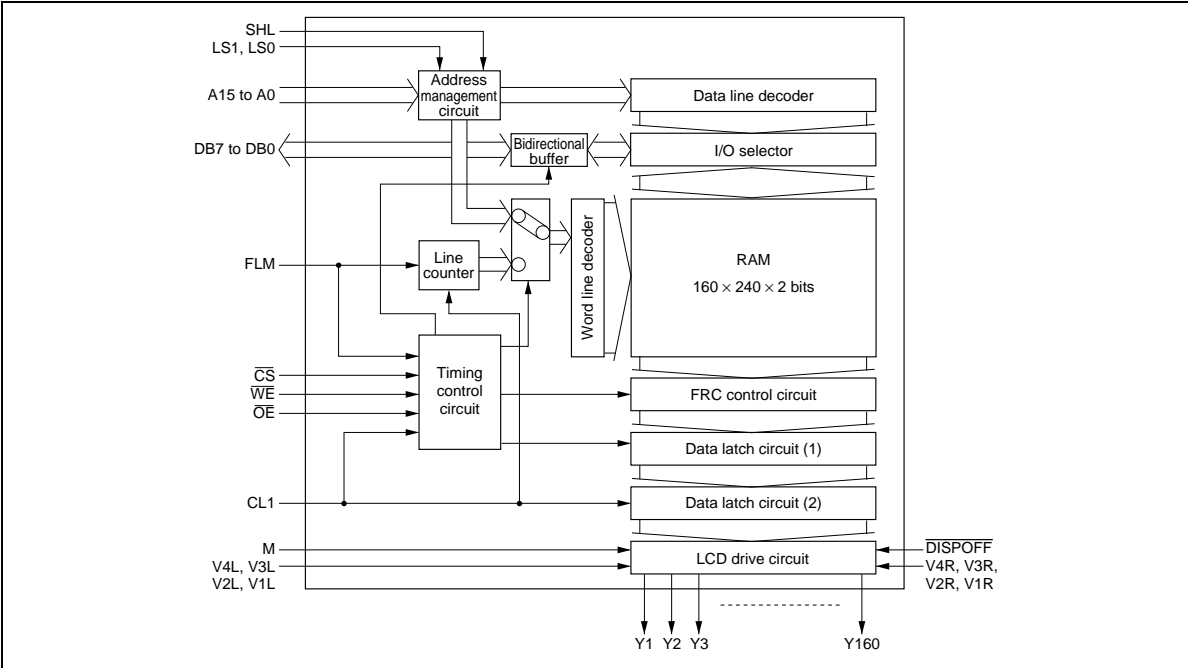 SHL
LS1, LS0
A15 to A0
Address
management
circuit
Data line decoder
DB7 to DB0
Bidirectional
buffer
I/O selector
FLM
Line
counter
Word line decoder
RAM
160 × 240 × 2 bits
CS
WE
OE
Timing
control
circuit
FRC control circuit
Data latch circuit (1)
CL1
Data latch circuit (2)
M
V4L, V3L
V2L, V1L
LCD drive circuit
DISPOFF
V4R, V3R,
V2R, V1R
Y1 Y2 Y3 Y160